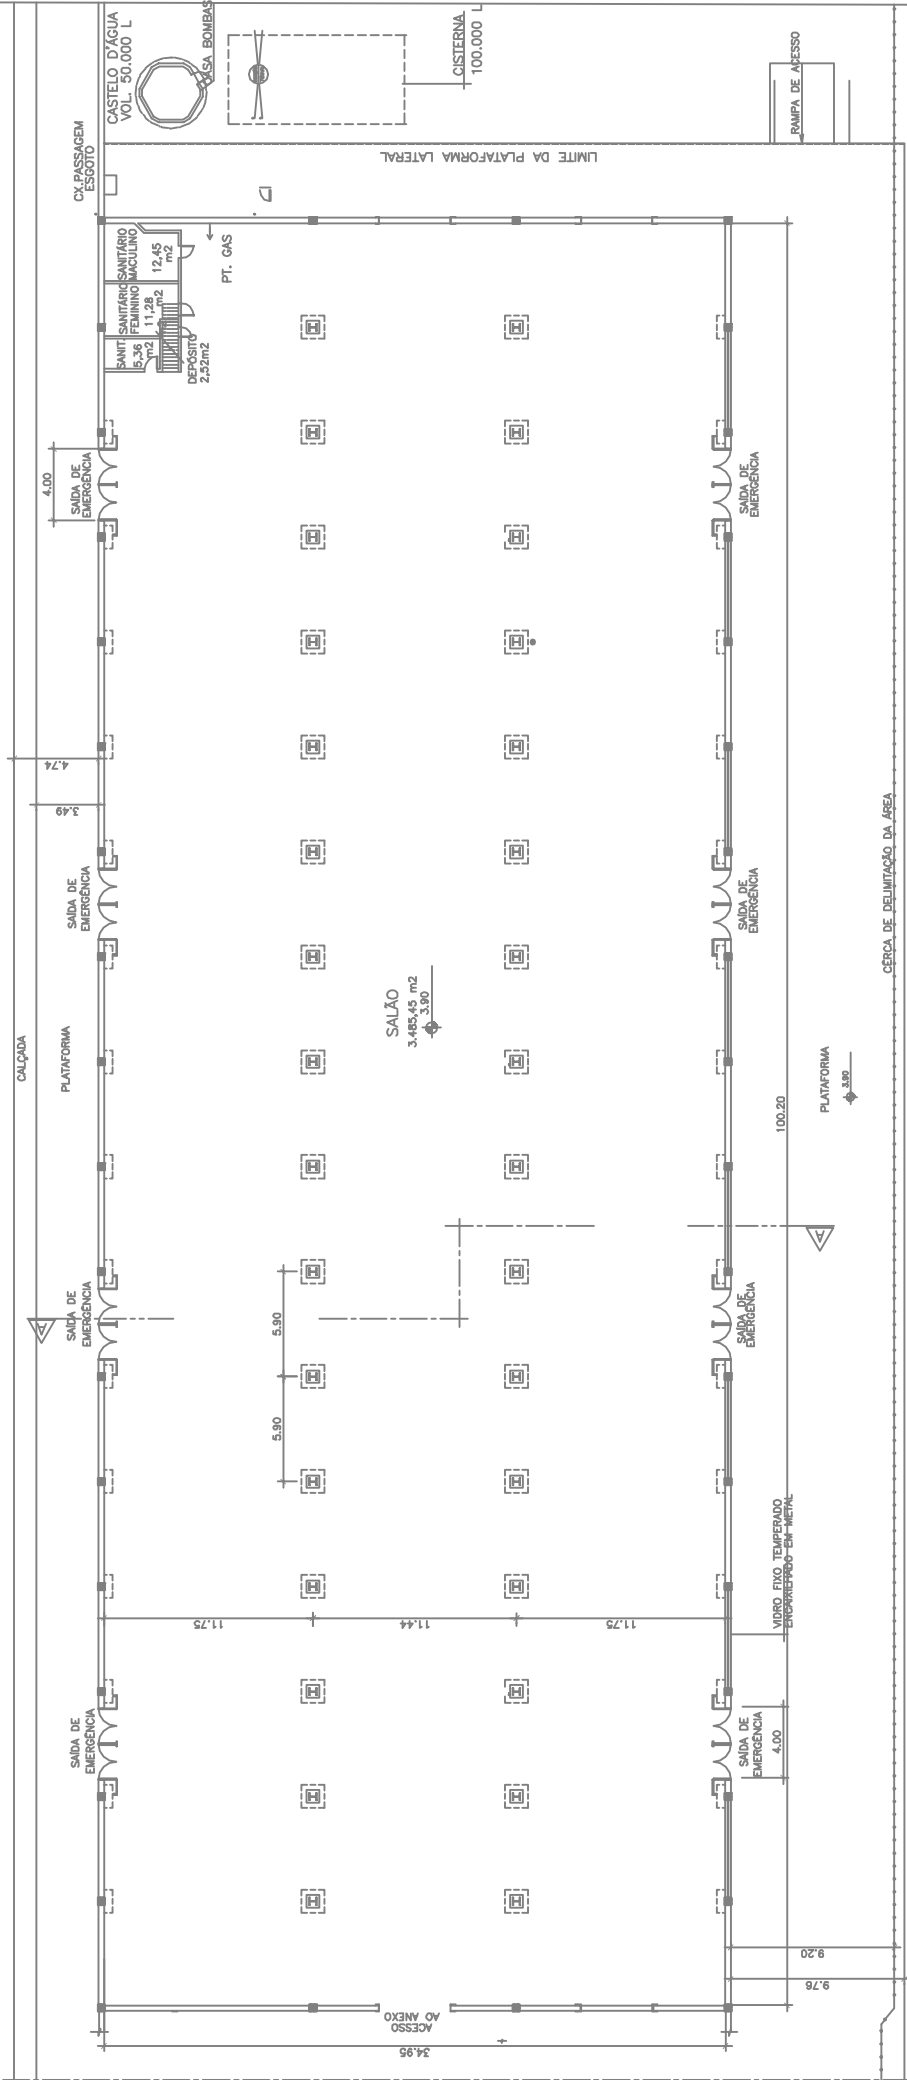 CASTELO D'ÁGUA
VOL. 50.000 L
CASA BOMBAS
CISTERNA
100.000 L
RAMPA DE ACESSO
CX.PASSAGEM
ESGOTO
LIMITE DA PLATAFORMA LATERAL
PT. GAS
SANITÁRIO
MACULINO
12,45
m2
SANITÁRIO
FEMININO
11,28
m2
SANIT.
5,36
m2
DEPÓSITO
2,52m2
4.00
SAÍDA DE
EMERGÊNCIA
SAÍDA DE
EMERGÊNCIA
4.74
3.49
SAÍDA DE
EMERGÊNCIA
SAÍDA DE
EMERGÊNCIA
CÊRCA DE DELIMITAÇÃO DA ÁREA
SALÃO
3.485,45 m2
3.90
CALÇADA
PLATAFORMA
PLATAFORMA
3.90
100.20
A
SAÍDA DE
EMERGÊNCIA
A
SAÍDA DE
EMERGÊNCIA
5.90
5.90
VIDRO FIXO TEMPERADO
ENCAIXILHADO EM METAL
11.75
11.44
11.75
SAÍDA DE
EMERGÊNCIA
SAÍDA DE
EMERGÊNCIA
4.00
9.20
9.76
ACESSO
AO ANEXO
34.95